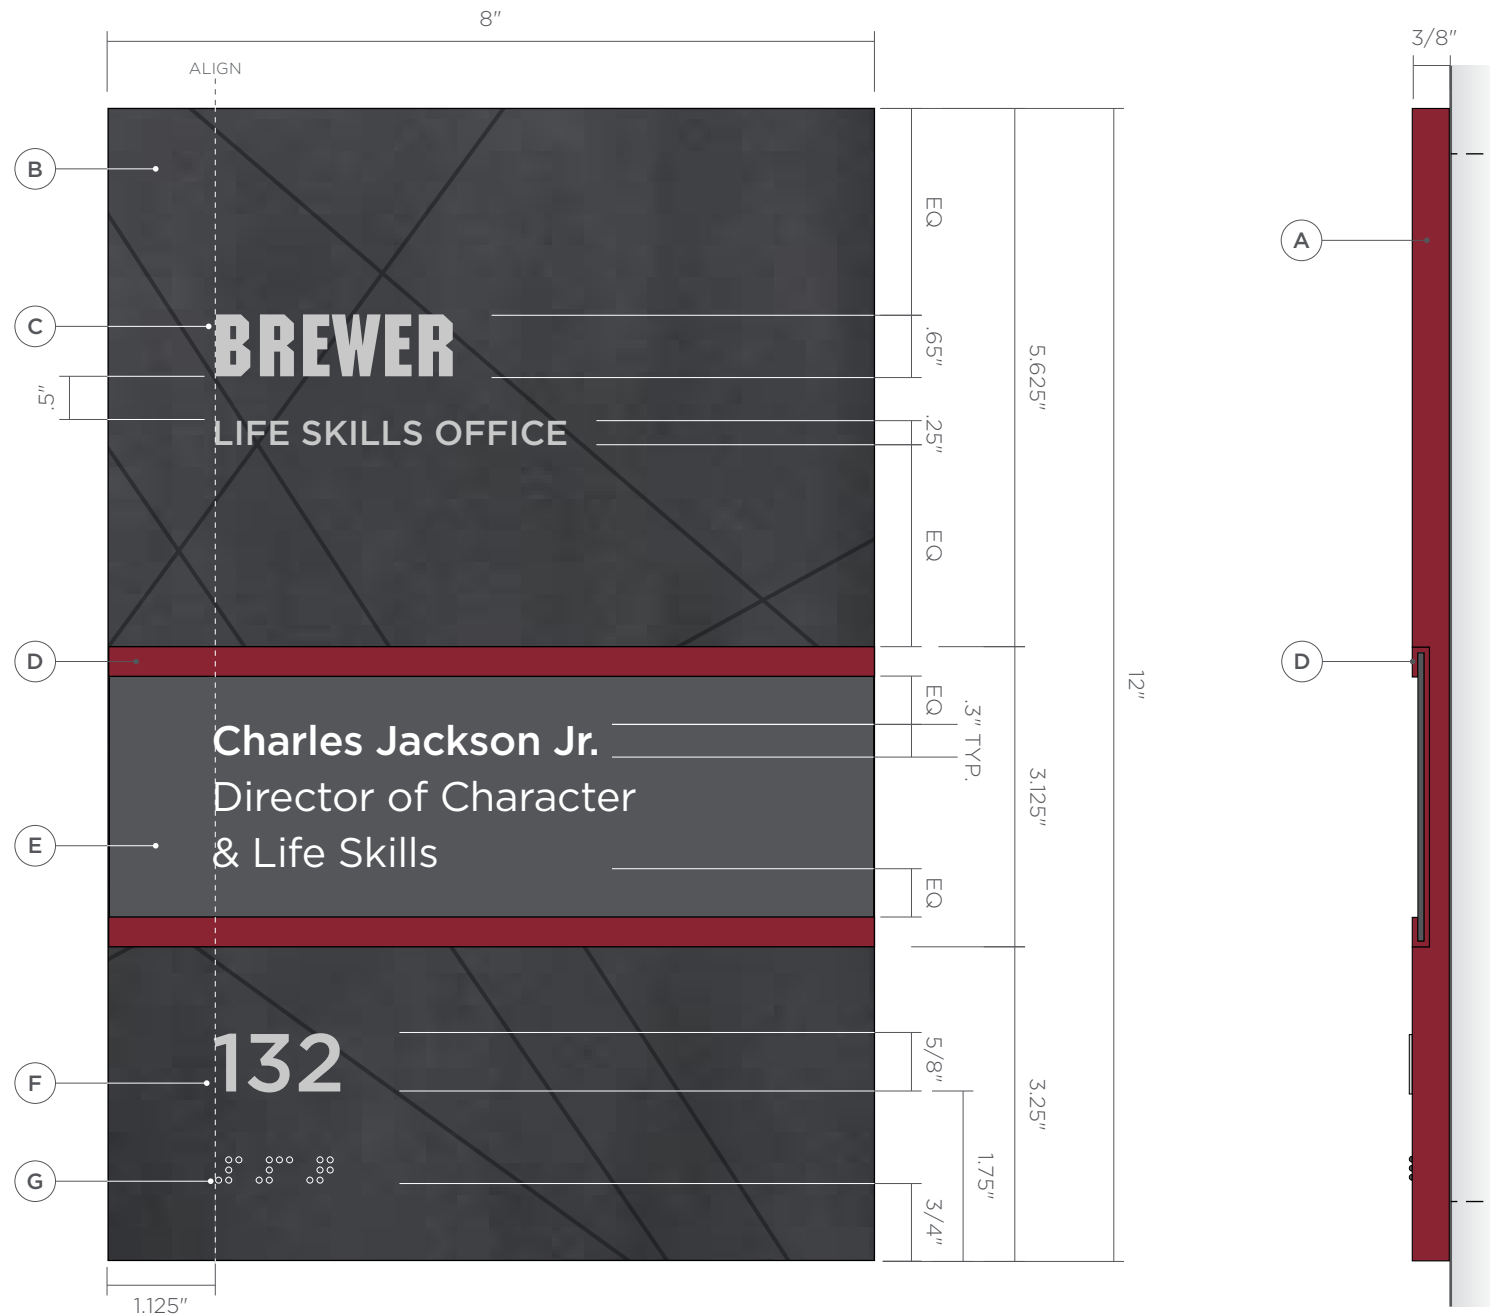 8"
ALIGN
3/8"
B
EQ
A
C
BREWER
.65"
5.625"
.5"
LIFE SKILLS OFFICE
.25"
EQ
D
D
12"
EQ
.3" TYP.
Charles Jackson Jr.
Director of Character
3.125"
E
& Life Skills
EQ
132
5/8"
F
3.25"
1.75"
G
3/4"
1.125"